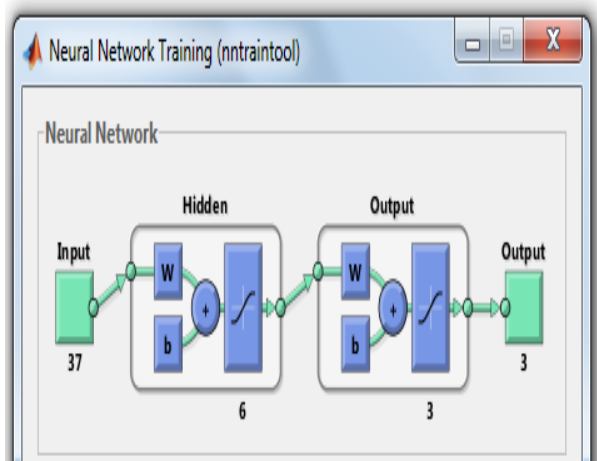 Neural Network Training (nntraintool)
Neural Network
Hidden
Output
Input
Output
W
b
+
W
b
+
37
6
3
3